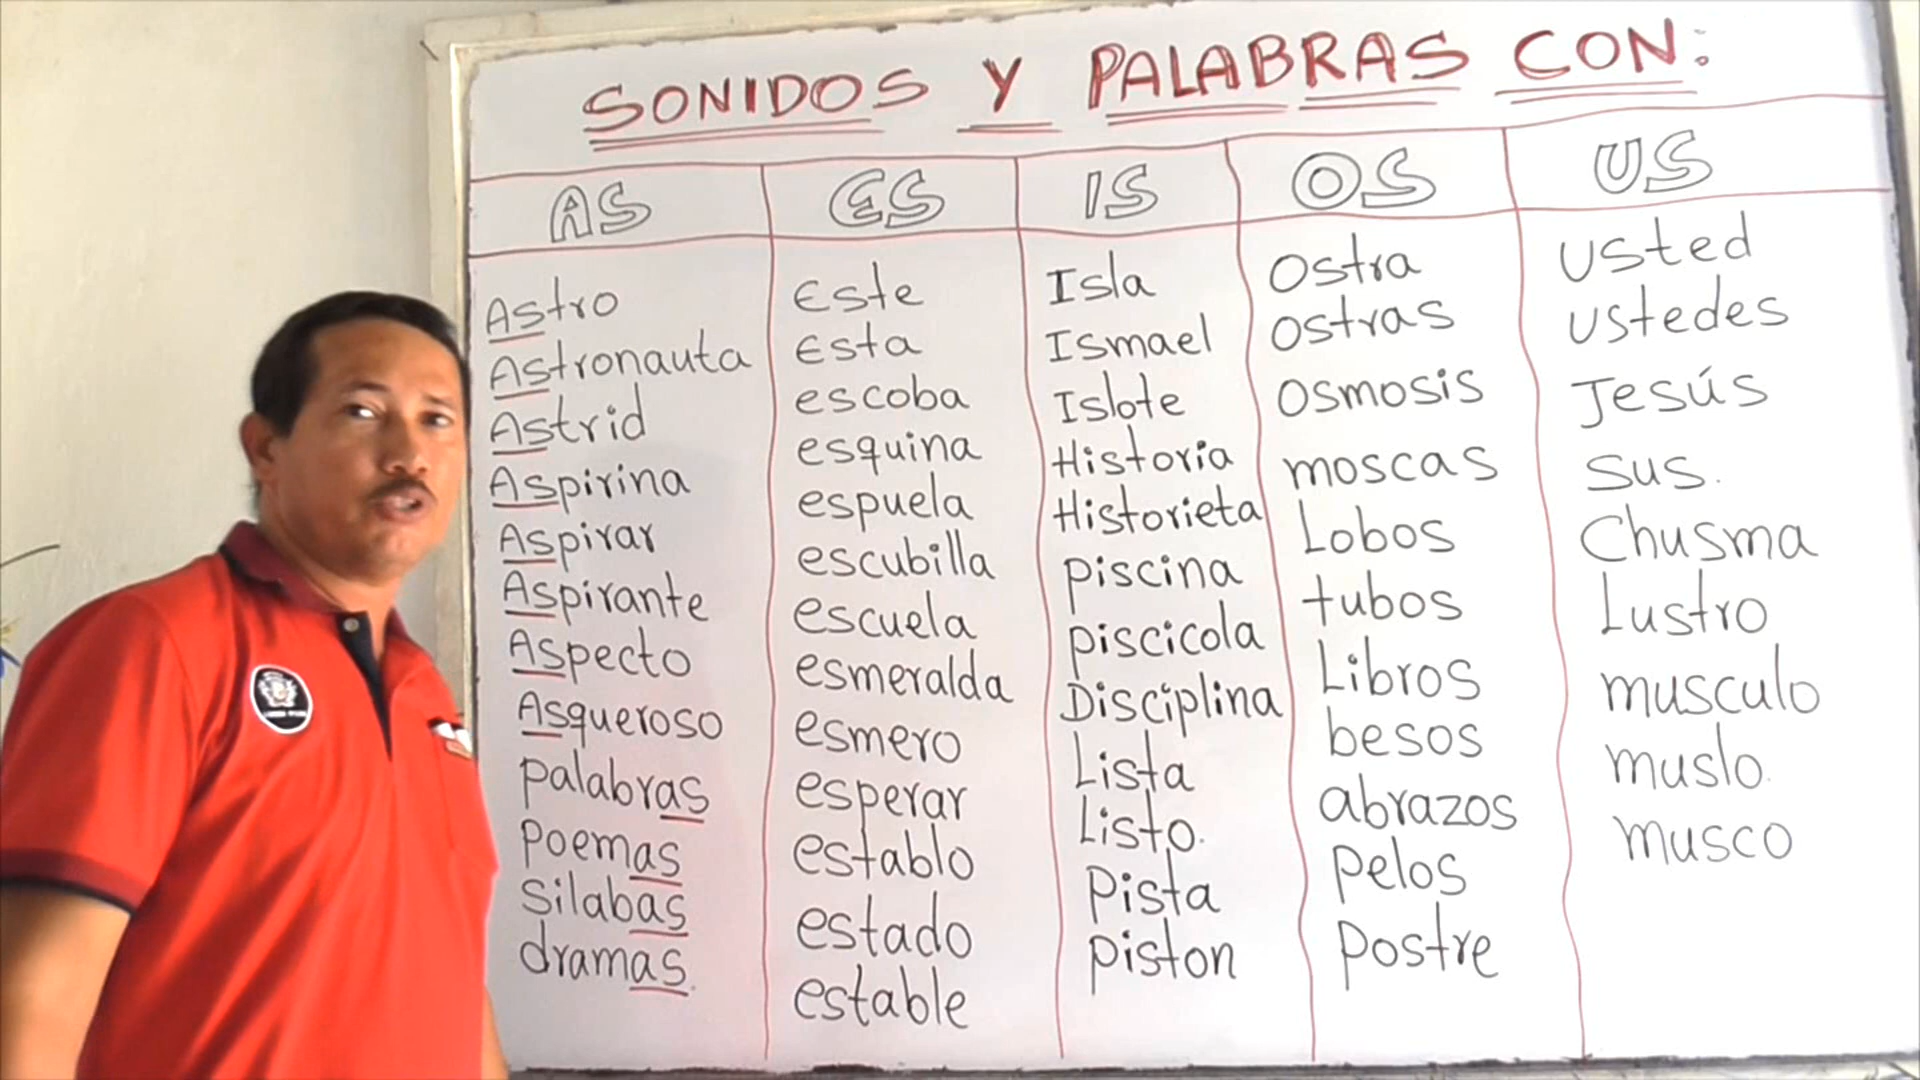 SONIDOS Y PALABRAS CON:
AS
Astro
Astronauta
Astrid
Aspirina
Aspirar
Aspirante
Aspecto
Asqueroso
palabras
Poemas
Silabas
dramas.
ES
Este
Esta
escoba
esquina
espuela
escubilla
escuela
esmeralda
esmero
esperar
establo
estado
estable
IS
Isla
Ismael
Islote
Historia
Historieta
piscina
piscicola
Disciplina
Lista
Listo.
Pista
piston
OS
Ostra
Ostras
Osmosis
moscas
Lobos
tubos
Libros
besos
abrazos
pelos
Postre
US
Usted
Ustedes
Jesús
sus.
Chusma
Lustro
musculo
muslo.
musco